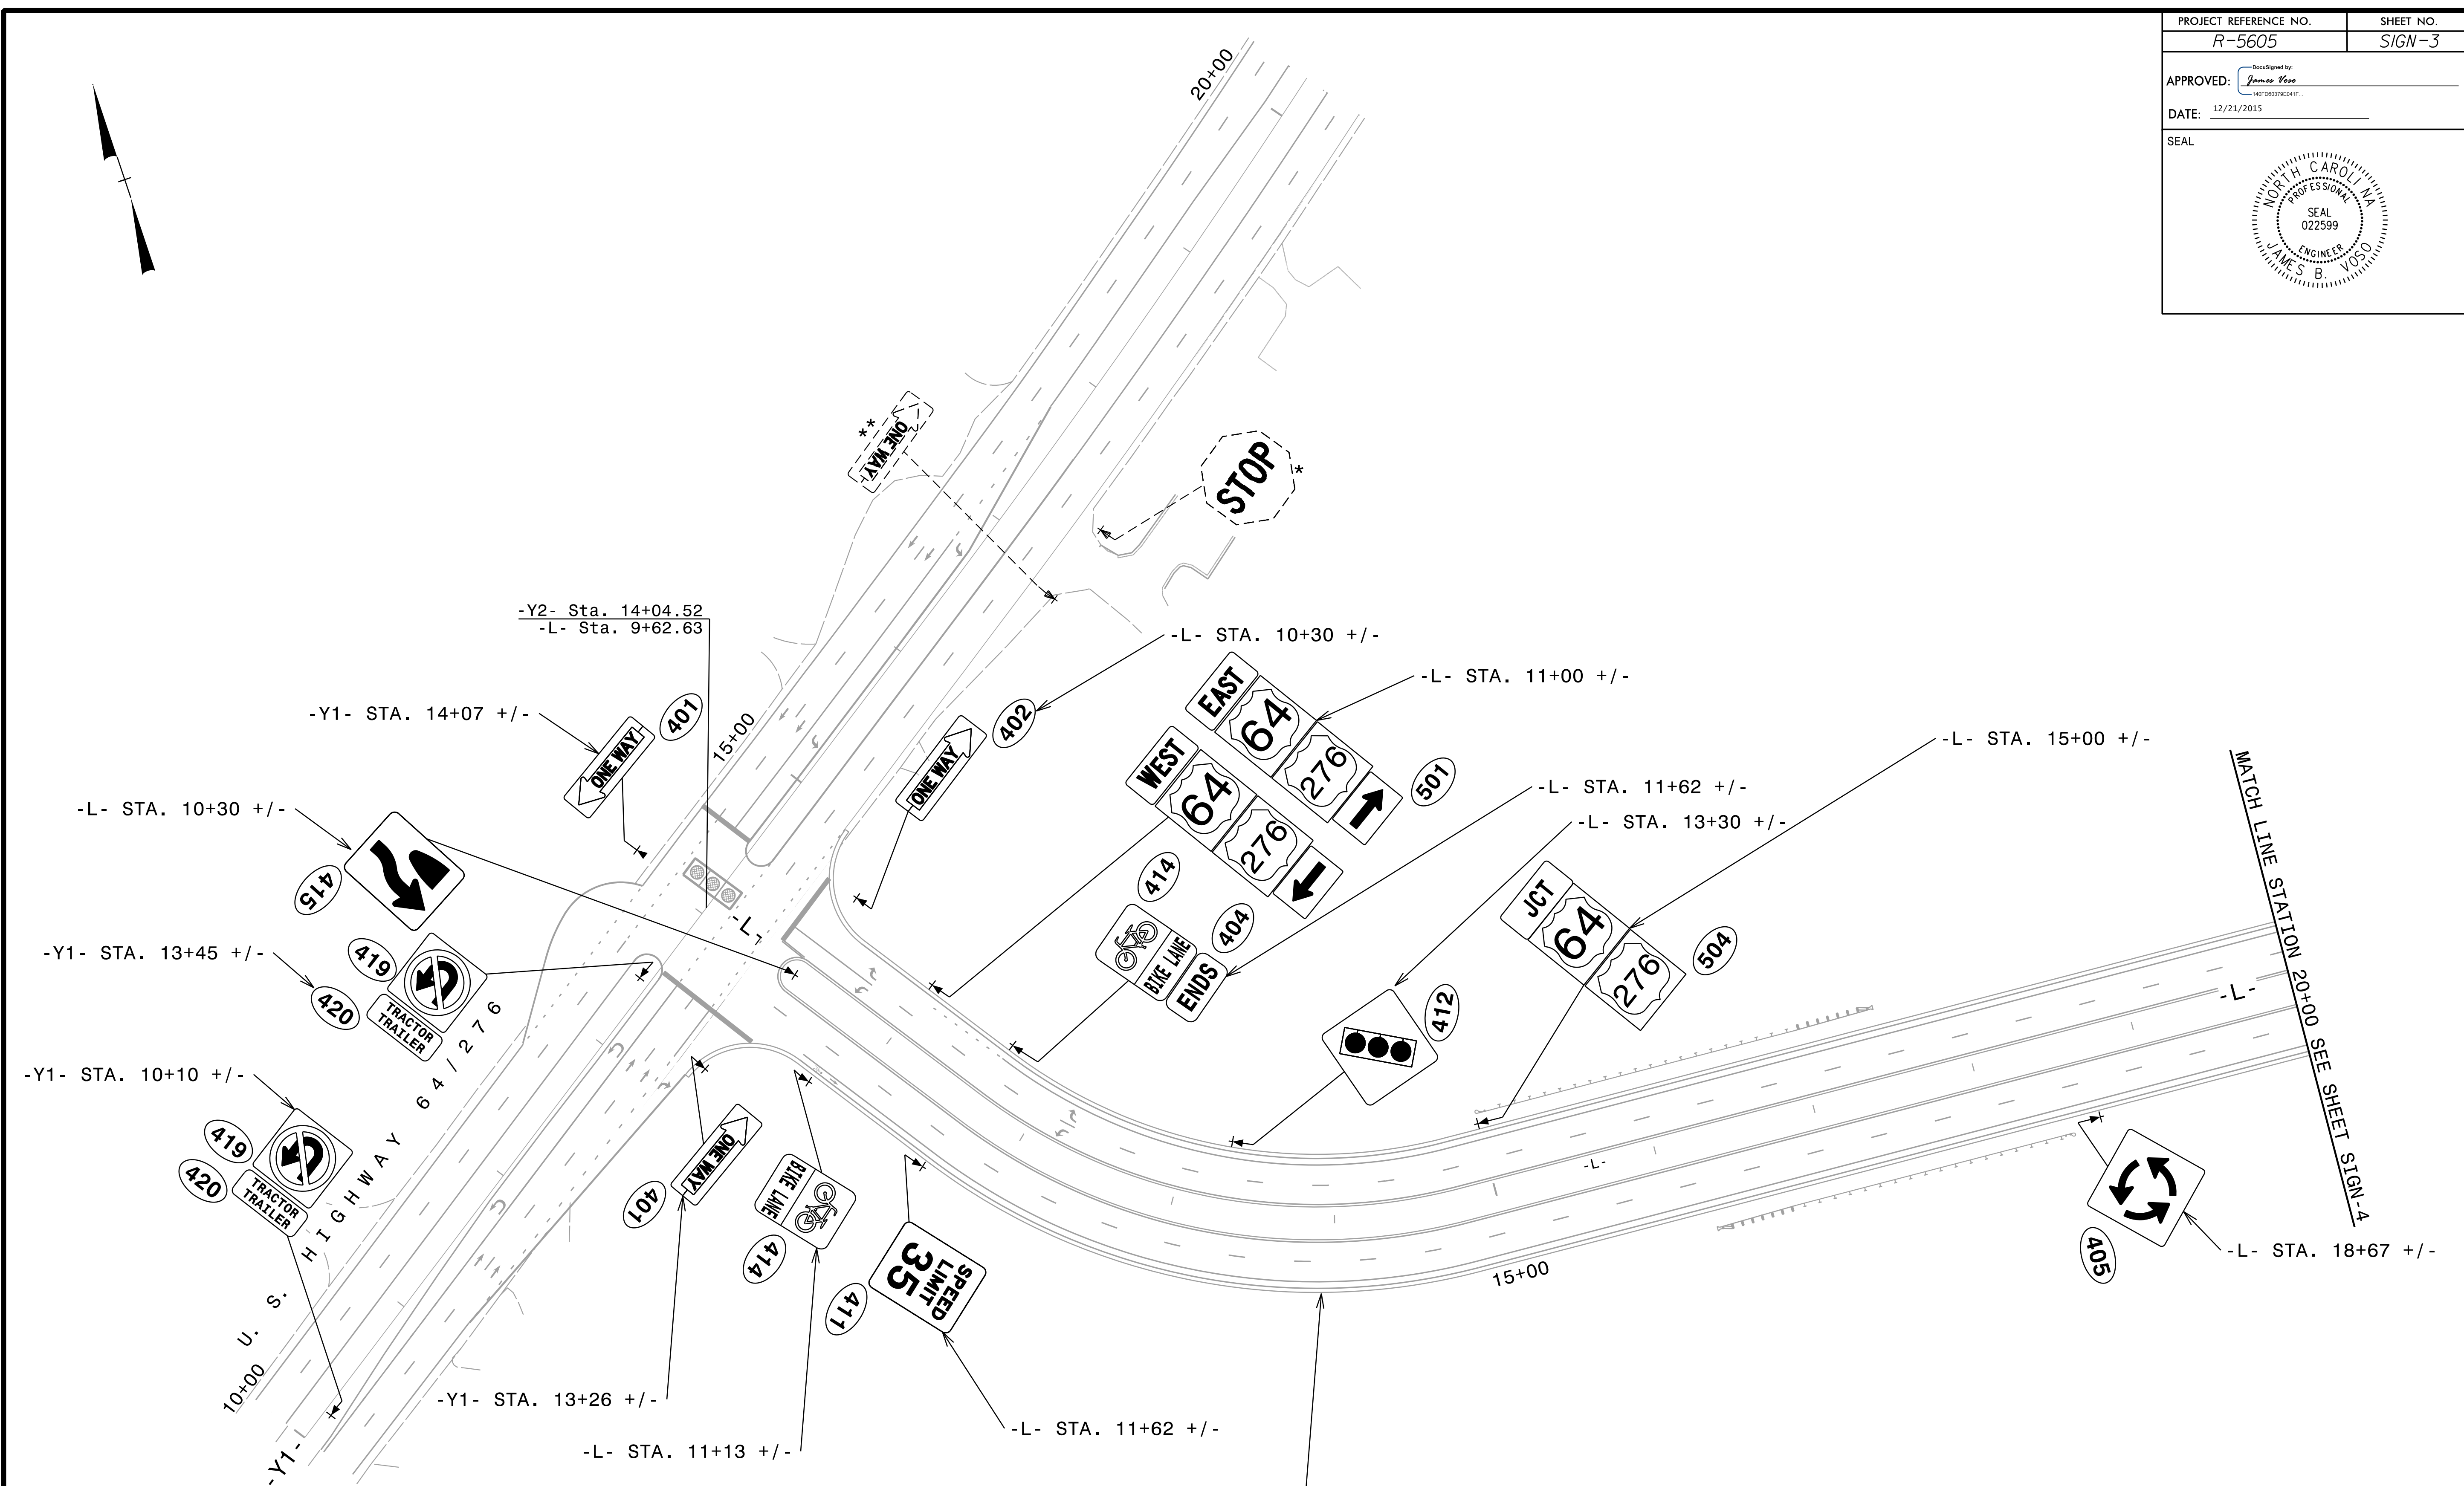 PROJECT REFERENCE NO.
SHEET NO.
R-5605
SIGN-3
DocuSigned by:
APPROVED:
James Voso
140FD60378E041F...
DATE:
12/21/2015
SEAL
NORTH CAROLINA
PROFESSIONAL
SEAL
022599
ENGINEER
JAMES B. VOSO
20+00
ONE WAY
**
STOP
*
-Y2- Sta. 14+04.52
-L- Sta. 9+62.63
-L- STA. 10+30 +/-
EAST
64
276
501
-L- STA. 11+00 +/-
-Y1- STA. 14+07 +/-
ONE WAY
401
15+00
ONE WAY
402
WEST
64
276
-L- STA. 15+00 +/-
-L- STA. 11+62 +/-
-L- STA. 13+30 +/-
-L- STA. 10+30 +/-
415
-L-
414
BIKE LANE
404
ENDS
412
JCT
64
276
504
MATCH LINE STATION 20+00 SEE SHEET SIGN-4
-Y1- STA. 13+45 +/-
419
420
TRACTOR
TRAILER
-L-
-Y1- STA. 10+10 +/-
419
420
TRACTOR
TRAILER
U. S. HIGHWAY 64/276
401
ONE WAY
BIKE LANE
414
SPEED
LIMIT
35
411
-L-
15+00
405
-L- STA. 18+67 +/-
10+00
-Y1-
-Y1- STA. 13+26 +/-
-L- STA. 11+13 +/-
-L- STA. 11+62 +/-